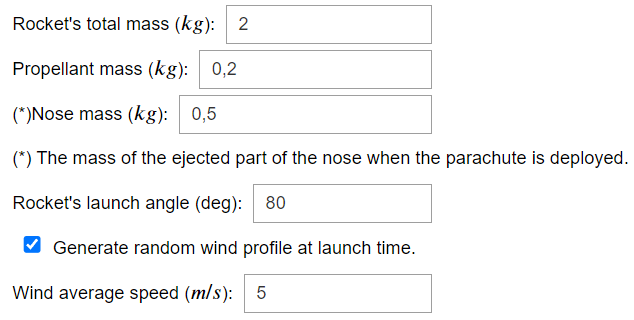 Rocket's total mass (kg): 2
Propellant mass (kg): 0,2
(*)Nose mass (kg): 0,5
(*) The mass of the ejected part of the nose when the parachute is deployed.
Rocket's launch angle (deg): 80
Generate random wind profile at launch time.
Wind average speed (m/s): 5